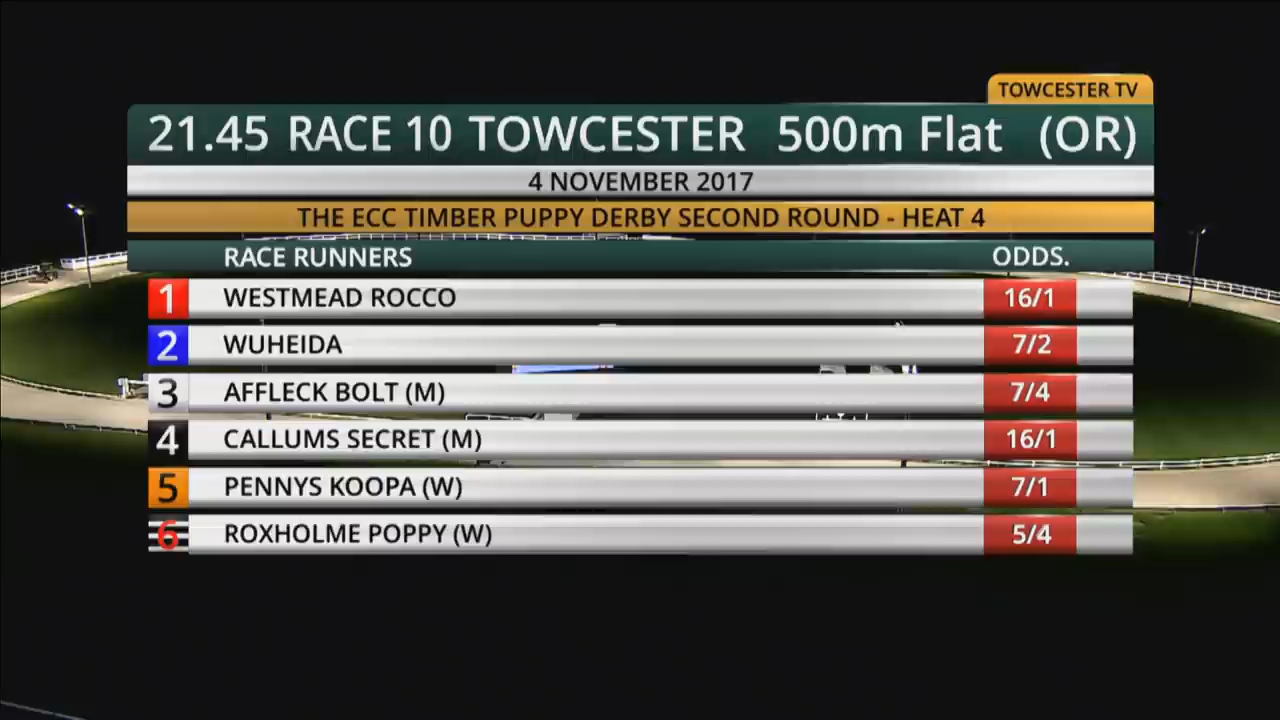 TOWCESTER TV
21.45 RACE 10 TOWCESTER 500m Flat (OR)
4 NOVEMBER 2017
THE ECC TIMBER PUPPY DERBY SECOND ROUND - HEAT 4
RACE RUNNERS ODDS.
1 WESTMEAD ROCCO 16/1
2 WUHEIDA 7/2
3 AFFLECK BOLT (M) 7/4
4 CALLUMS SECRET (M) 16/1
5 PENNYS KOOPA (W) 7/1
6 ROXHOLME POPPY (W) 5/4